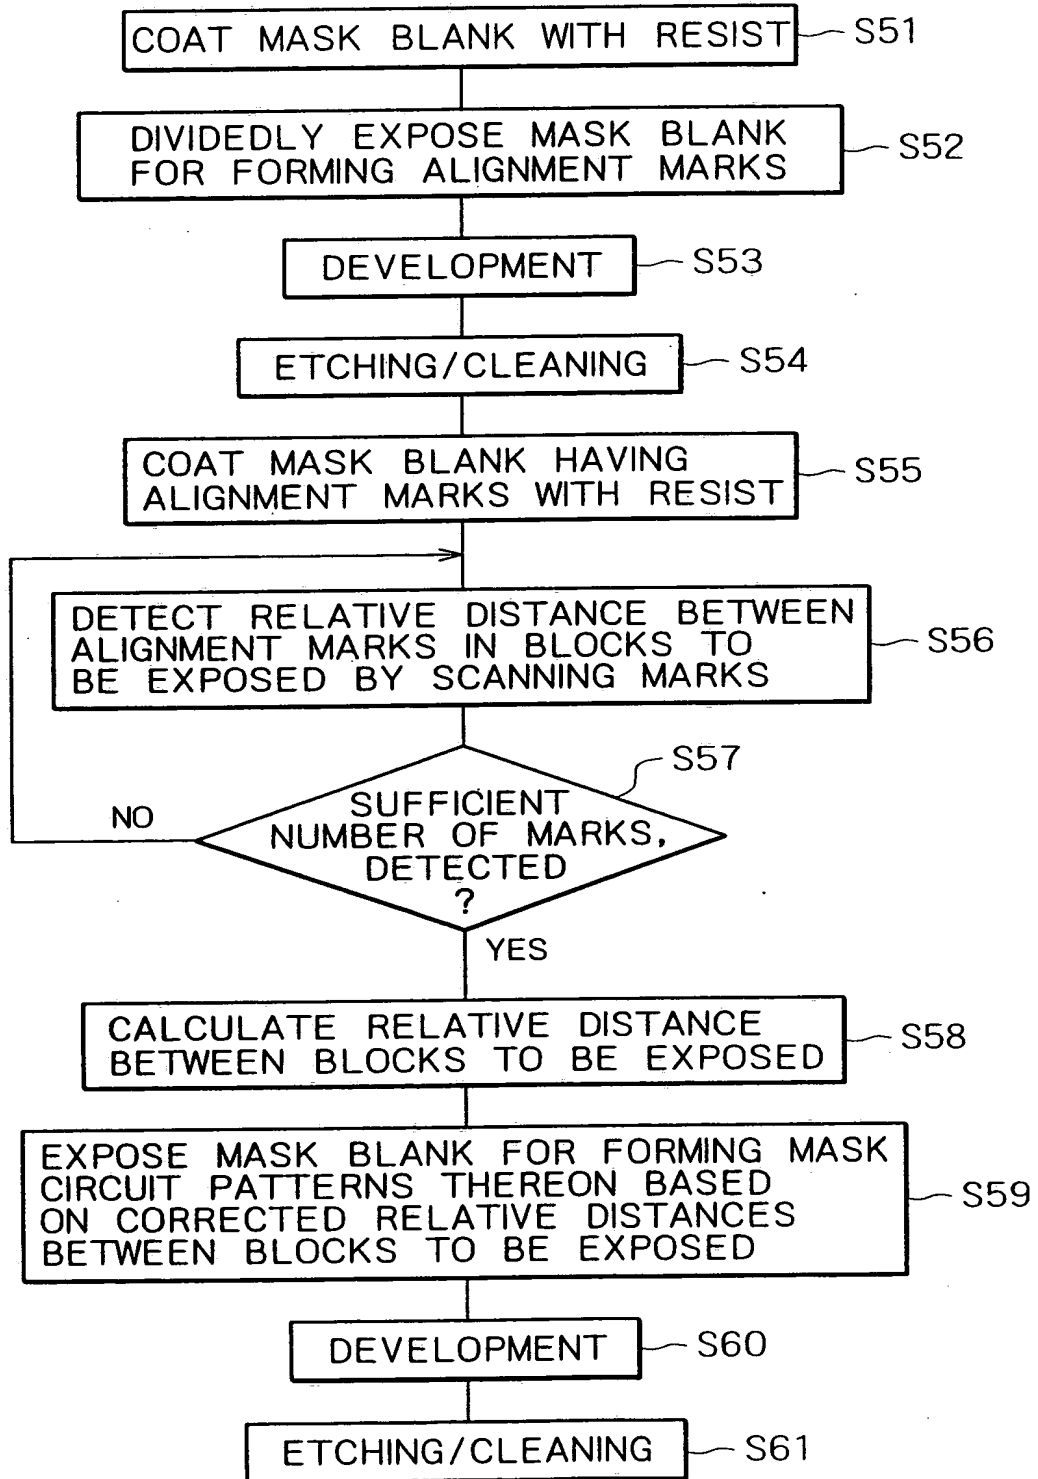 COAT MASK BLANK WITH RESIST S51
DIVIDEDLY EXPOSE MASK BLANK
FOR FORMING ALIGNMENT MARKS
S52
DEVELOPMENT S53
ETCHING/CLEANING S54
COAT MASK BLANK HAVING
ALIGNMENT MARKS WITH RESIST
S55
DETECT RELATIVE DISTANCE BETWEEN
ALIGNMENT MARKS IN BLOCKS TO
BE EXPOSED BY SCANNING MARKS
S56
S57
SUFFICIENT
NUMBER OF MARKS,
DETECTED
?
NO
YES
CALCULATE RELATIVE DISTANCE
BETWEEN BLOCKS TO BE EXPOSED
S58
EXPOSE MASK BLANK FOR FORMING MASK
CIRCUIT PATTERNS THEREON BASED
ON CORRECTED RELATIVE DISTANCES
BETWEEN BLOCKS TO BE EXPOSED
S59
DEVELOPMENT S60
ETCHING/CLEANING S61